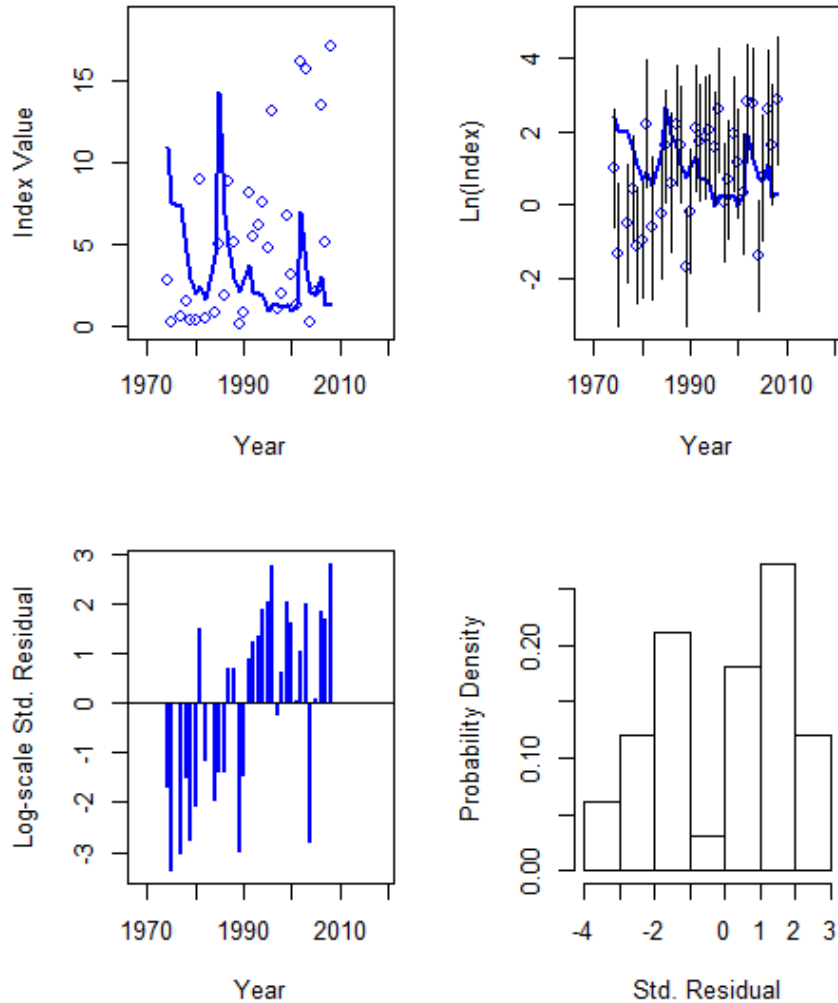 Index Value
0 5 10 15
1970 1990 2010
Year
Ln(Index)
-2 0 2 4
1970 1990 2010
Year
Log-scale Std. Residual
-3 -2 -1 0 1 2 3
1970 1990 2010
Year
Probability Density
0.00 0.10 0.20
-4 -2 0 1 2 3
Std. Residual